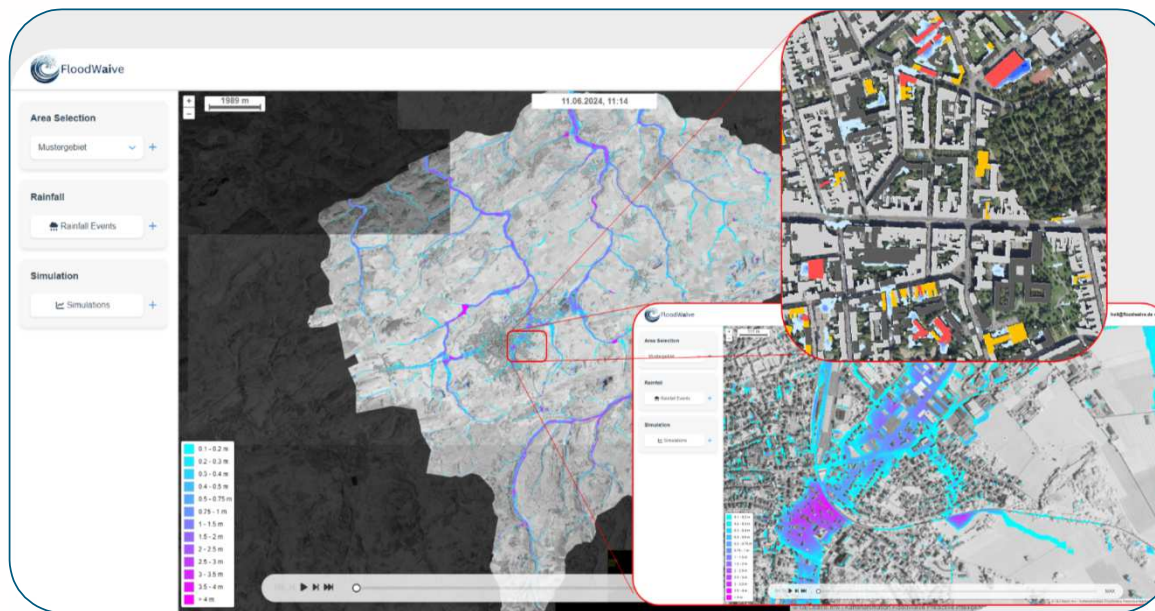 FloodWaive
Area Selection
Mustergebiet
Rainfall
Rainfall Events
Simulation
Simulations
+
−
1989 m
11.06.2024, 11:14
0.1 - 0.2 m
0.2 - 0.3 m
0.3 - 0.4 m
0.4 - 0.5 m
0.5 - 0.75 m
0.75 - 1 m
1 - 1.5 m
1.5 - 2 m
2 - 2.5 m
2.5 - 3 m
3 - 3.5 m
3.5 - 4 m
> 4 m
FloodWaive
Area Selection
Mustergebiet
Rainfall
Rainfall Events
Simulation
Simulations